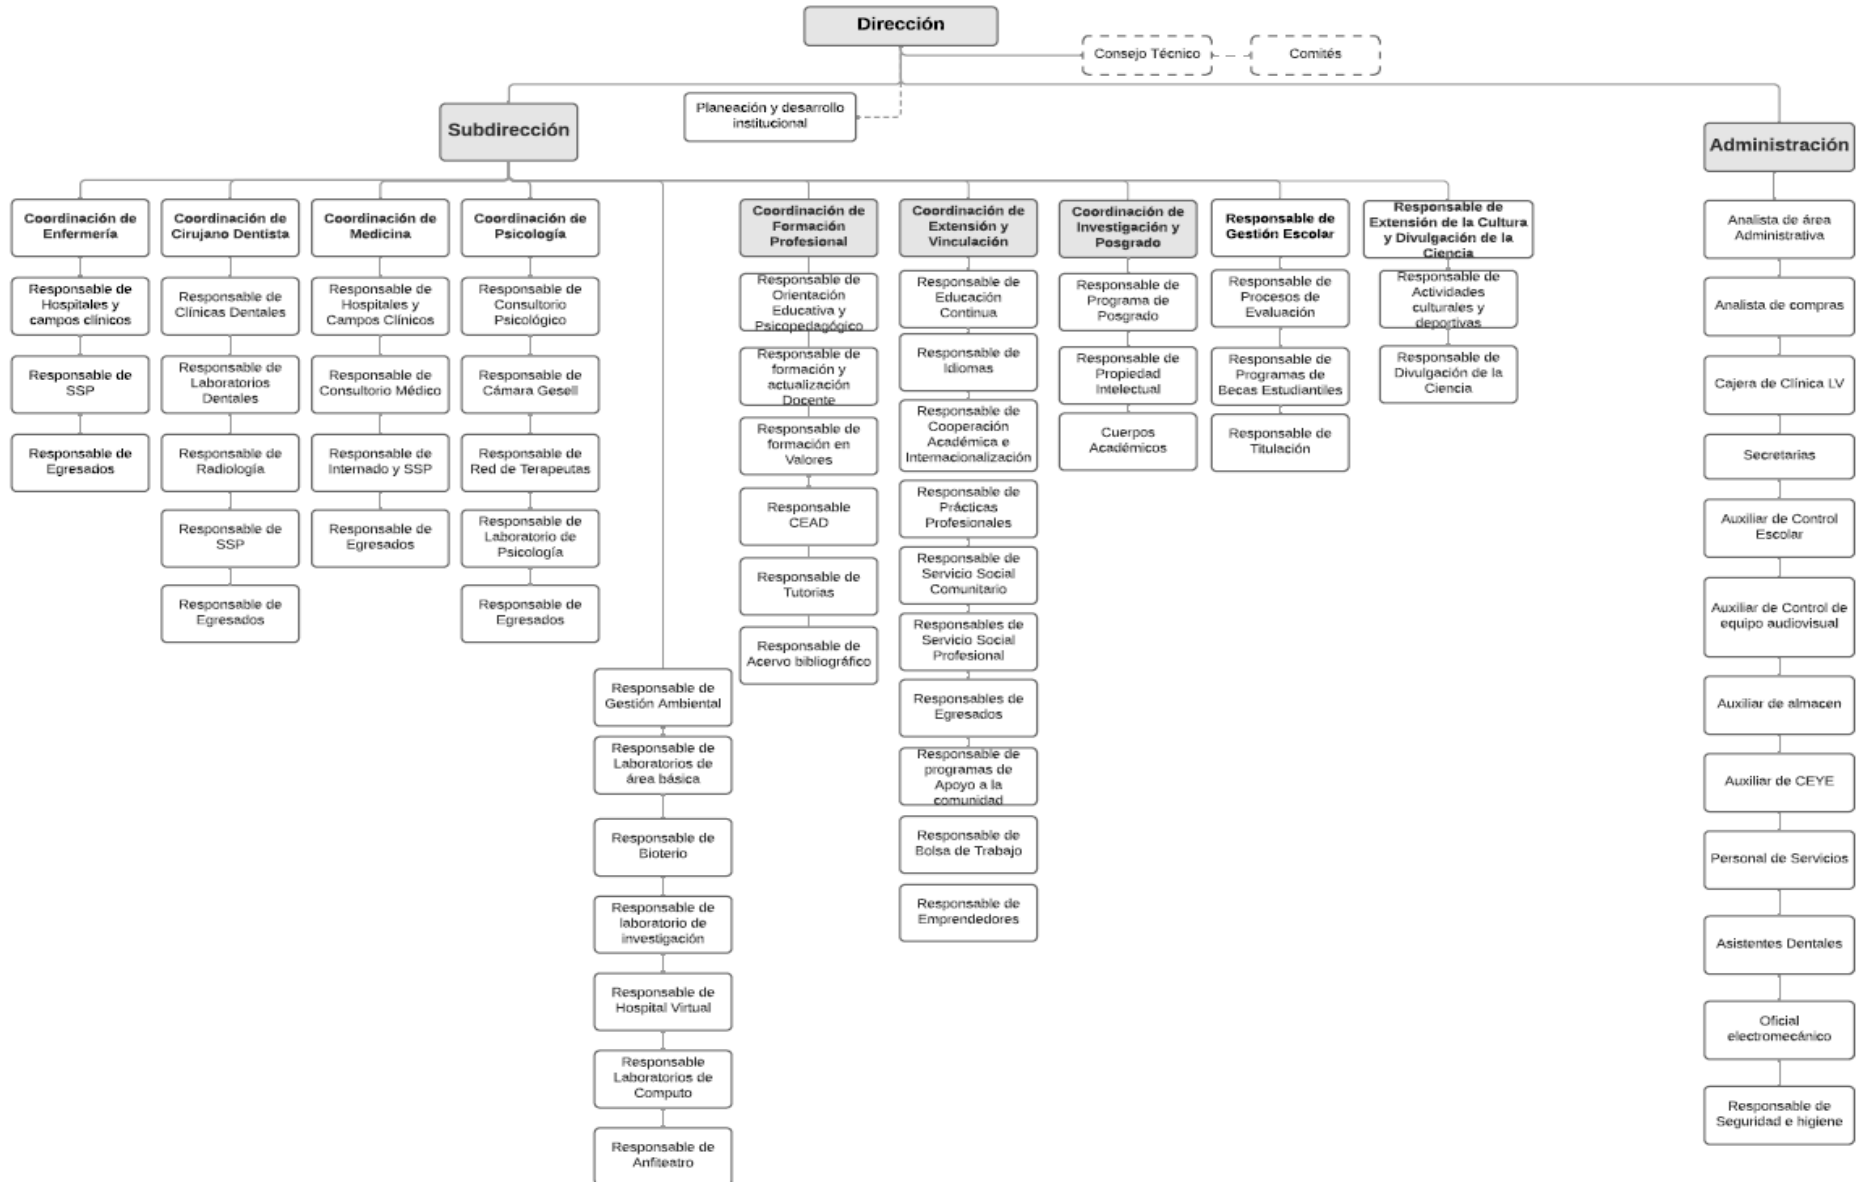 Dirección
Consejo Técnico
Comités
Planeación y desarrollo
institucional
Subdirección
Administración
Coordinación de
Enfermería
Responsable de
Hospitales y
campos clínicos
Responsable de
SSP
Responsable de
Egresados
Coordinación de
Cirujano Dentista
Responsable de
Clínicas Dentales
Responsable de
Laboratorios
Dentales
Responsable de
Radiología
Responsable de
SSP
Responsable de
Egresados
Coordinación de
Medicina
Responsable de
Hospitales y
Campos Clínicos
Responsable de
Consultorio Médico
Responsable de
Internado y SSP
Responsable de
Egresados
Coordinación de
Psicología
Responsable de
Consultorio
Psicológico
Responsable de
Cámara Gesell
Responsable de
Red de Terapeutas
Responsable de
Laboratorio de
Psicología
Responsable de
Egresados
Responsable de
Gestión Ambiental
Responsable de
Laboratorios de
área básica
Responsable de
Bioterio
Responsable de
laboratorio de
investigación
Responsable de
Hospital Virtual
Responsable
Laboratorios de
Computo
Responsable de
Anfiteatro
Coordinación de
Formación
Profesional
Responsable de
Orientación
Educativa y
Psicopedagógico
Responsable de
formación y
actualización
Docente
Responsable de
formación en
Valores
Responsable
CEAD
Responsable de
Tutorias
Responsable de
Acervo bibliográfico
Coordinación de
Extensión y
Vinculación
Responsable de
Educación
Continua
Responsable de
Idiomas
Responsable de
Cooperación
Académica e
Internacionalización
Responsable de
Prácticas
Profesionales
Responsable de
Servicio Social
Comunitario
Responsables de
Servicio Social
Profesional
Responsables de
Egresados
Responsable de
programas de
Apoyo a la
comunidad
Responsable de
Bolsa de Trabajo
Responsable de
Emprendedores
Coordinación de
Investigación y
Posgrado
Responsable de
Programa de
Posgrado
Responsable de
Propiedad
Intelectual
Cuerpos
Académicos
Responsable de
Gestión Escolar
Responsable de
Procesos de
Evaluación
Responsable de
Programas de
Becas Estudiantiles
Responsable de
Titulación
Responsable de
Extensión de la Cultura
y Divulgación de la
Ciencia
Responsable de
Actividades
culturales y
deportivas
Responsable de
Divulgación de la
Ciencia
Analista de área
Administrativa
Analista de compras
Cajera de Clínica LV
Secretarias
Auxiliar de Control
Escolar
Auxiliar de Control de
equipo audiovisual
Auxiliar de almacen
Auxiliar de CEYE
Personal de Servicios
Asistentes Dentales
Oficial
electromecánico
Responsable de
Seguridad e higiene